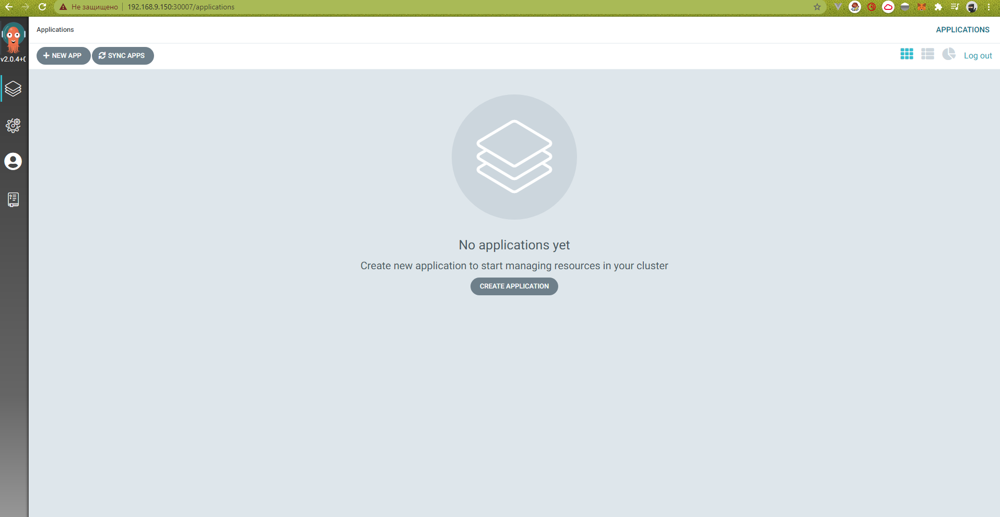 Не защищено 192.168.9.150:30007/applications
Applications
APPLICATIONS
v2.0.4+
NEW APP
SYNC APPS
Log out
No applications yet
Create new application to start managing resources in your cluster
CREATE APPLICATION